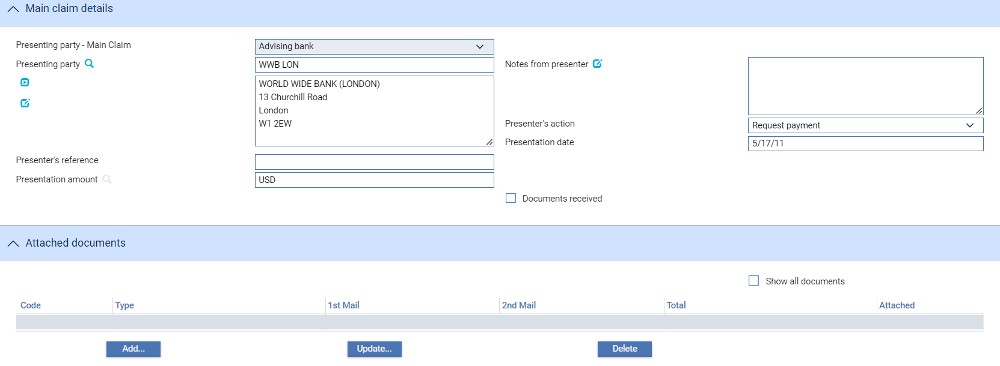 Main claim details
Presenting party - Main Claim
Advising bank
Presenting party
WWB LON
WORLD WIDE BANK (LONDON)
13 Churchill Road
London
W1 2EW
Presenter's reference
Presentation amount
USD
Notes from presenter
Presenter's action
Request payment
Presentation date
5/17/11
Documents received
Attached documents
Show all documents
Code Type 1st Mail 2nd Mail Total Attached
Add... Update... Delete